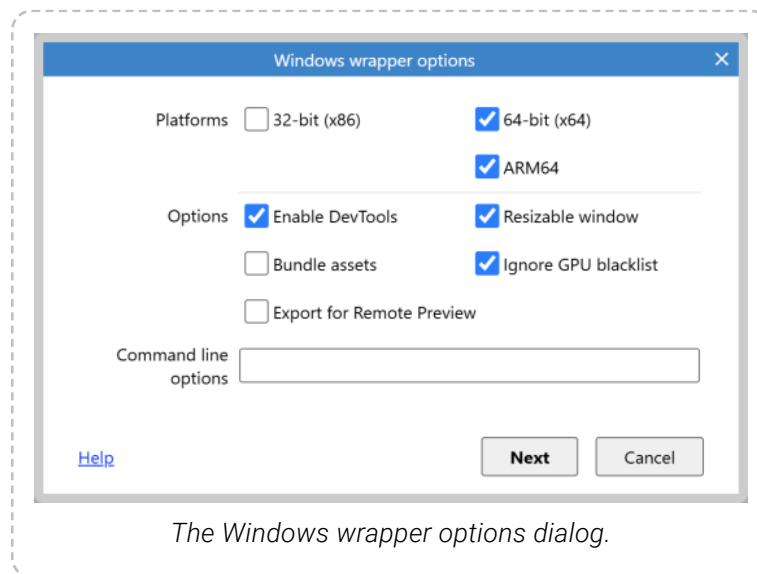 Windows wrapper options
Platforms 32-bit (x86) 64-bit (x64)
ARM64
Options Enable DevTools Resizable window
Bundle assets Ignore GPU blacklist
Export for Remote Preview
Command line
options
Help Next Cancel
The Windows wrapper options dialog.